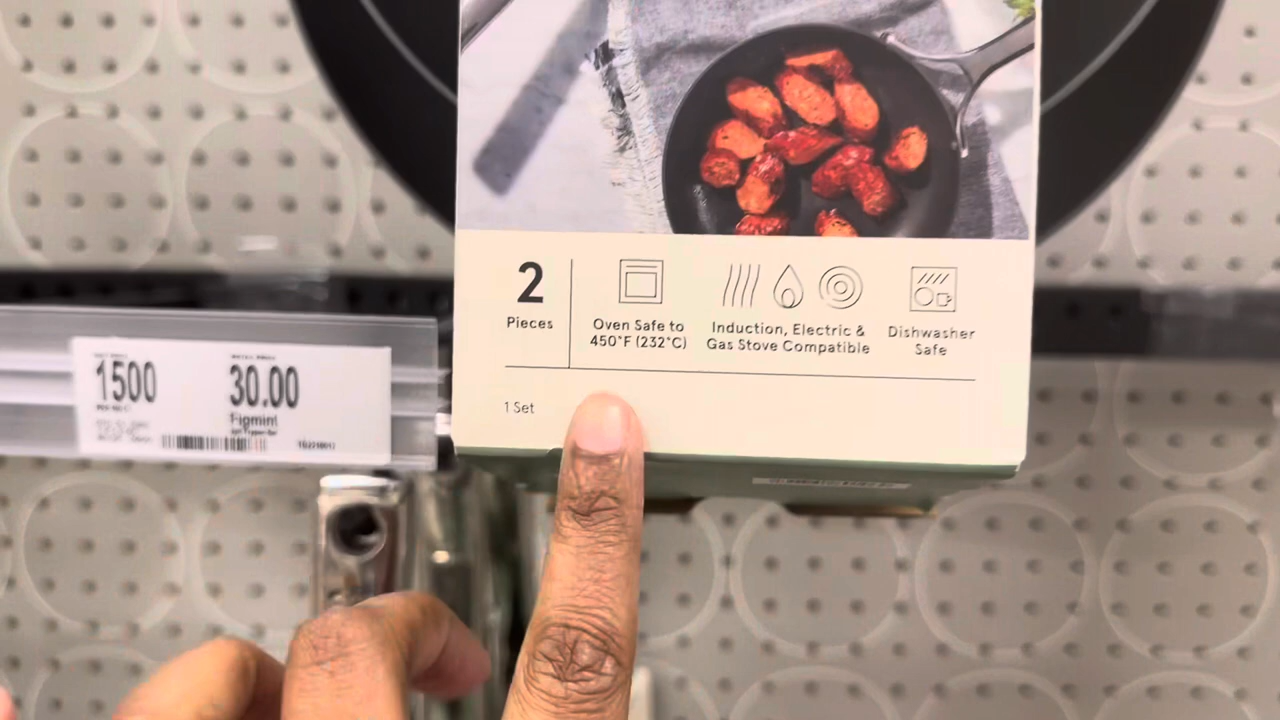 2
Pieces
Oven Safe to
450°F (232°C)
Induction, Electric &
Gas Stove Compatible
Dishwasher
Safe
1 Set
1500
30.00
Figmint